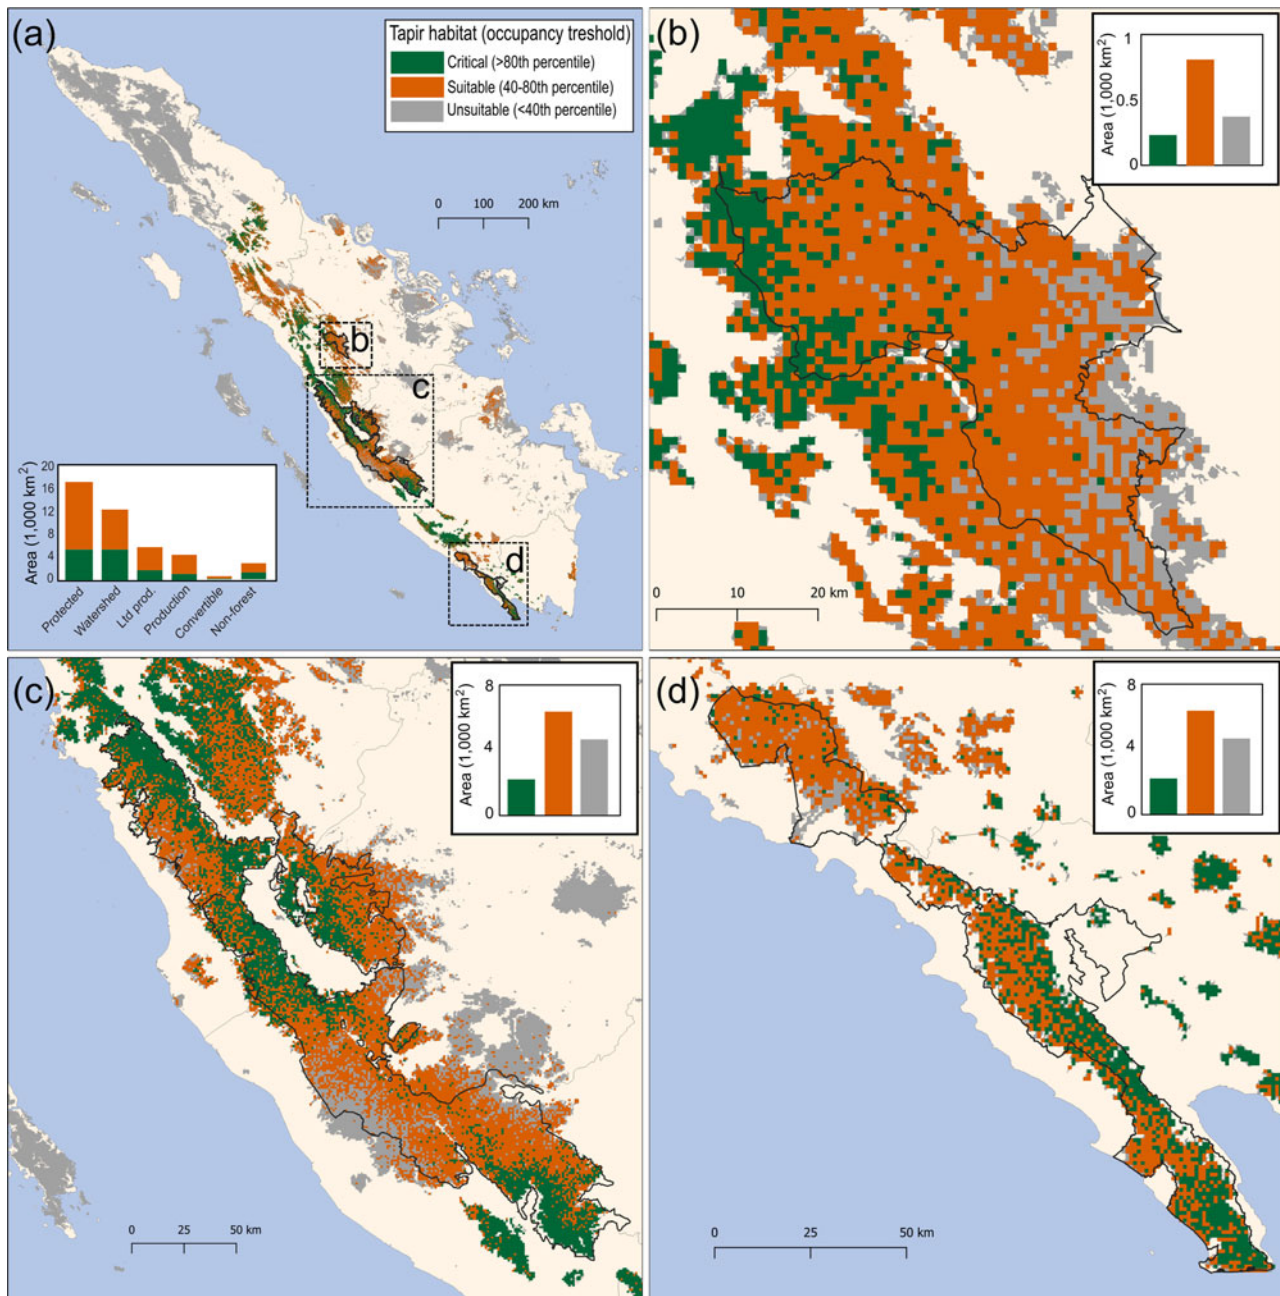 (a)
Tapir habitat (occupancy treshold)
Critical (>80th percentile)
Suitable (40-80th percentile)
Unsuitable (<40th percentile)
0 100 200 km
b
c
d
20
16
12
8
4
0
Area (1,000 km²)
Protected
Watershed
Ltd prod.
Production
Convertible
Non-forest
(b)
1
0.5
0
Area (1,000 km²)
0 10 20 km
(c)
8
4
0
Area (1,000 km²)
0 25 50 km
(d)
8
4
0
Area (1,000 km²)
0 25 50 km